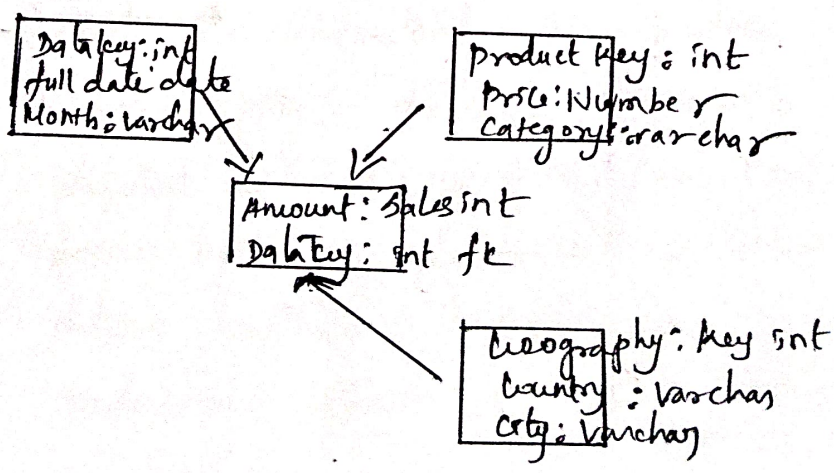 Datakey: int
full date: date
Month: varchar
Product Key: int
Price: Number
Category: varchar
Amount: Sales int
DataKey: int fk
Geography: Key int
Country: Varchar
City: Varchar